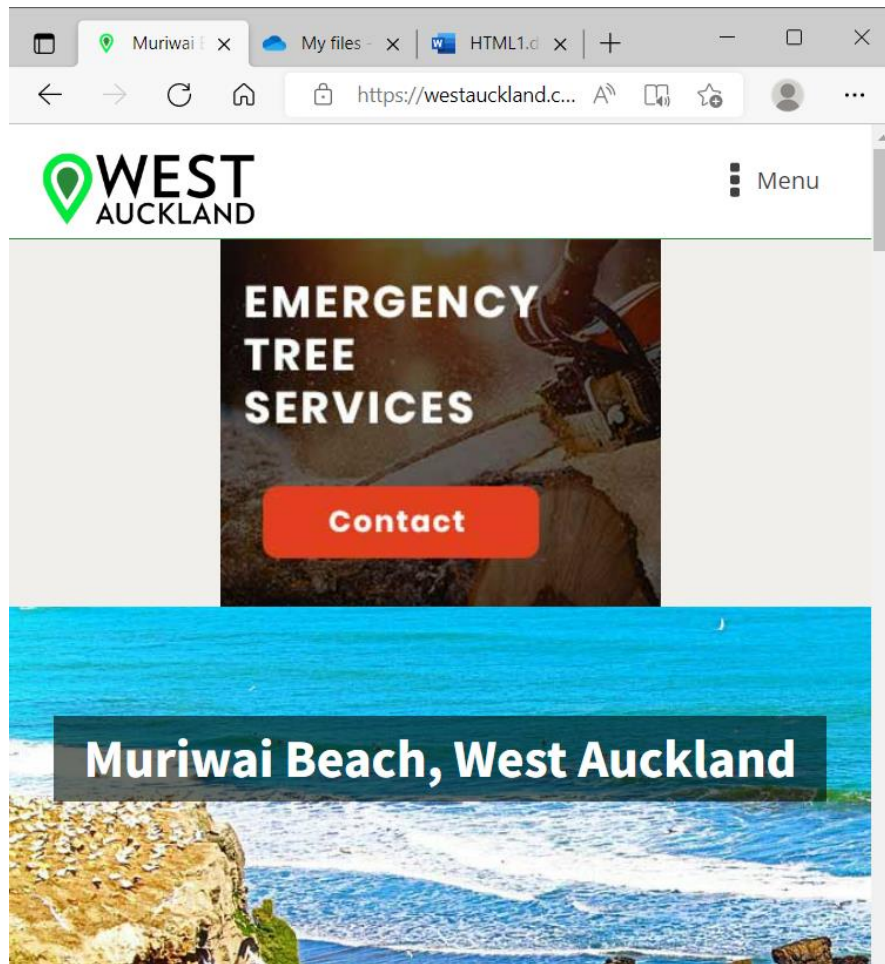 Muriwai
My files -
HTML1.d
https://westauckland.c...
WEST
AUCKLAND
Menu
EMERGENCY
TREE
SERVICES
Contact
Muriwai Beach, West Auckland